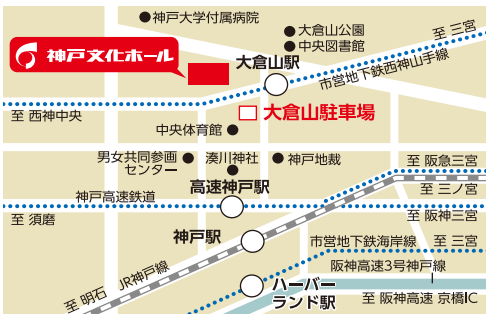 神戸大学付属病院
大倉山公園
中央図書館
至 三宮
神戸文化ホール
大倉山駅
市営地下鉄西神山手線
大倉山駐車場
至 西神中央
中央体育館
男女共同参画
センター
湊川神社
神戸地裁
至 阪急三宮
高速神戸駅
神戸高速鉄道
至 三ノ宮
至 須磨
至 阪神三宮
神戸駅
市営地下鉄海岸線
至 三宮
阪神高速3号神戸線
至 明石
JR神戸線
ハーバー
ランド駅
至 阪神高速 京橋IC